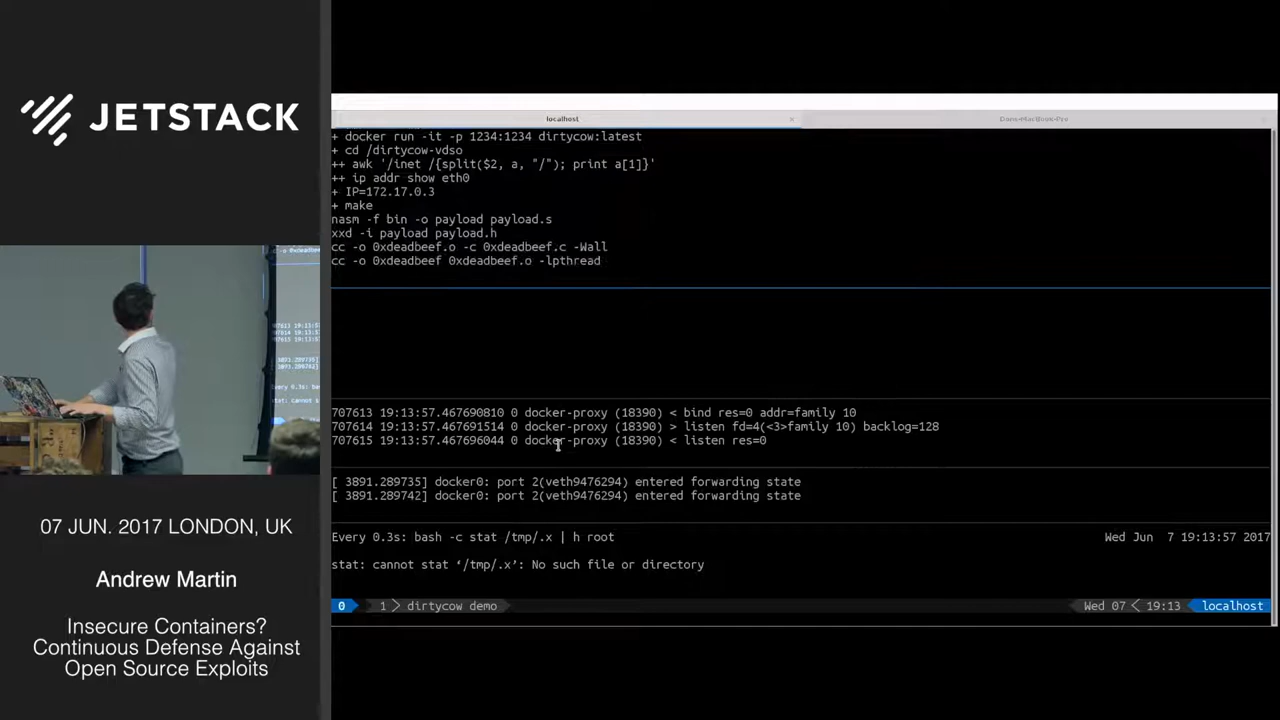 JETSTACK
07 JUN. 2017 LONDON, UK
Andrew Martin
Insecure Containers?
Continuous Defense Against
Open Source Exploits
localhost
+ docker run -it -p 1234:1234 dirtycow:latest
+ cd /dirtycow-vdso
++ awk '/inet /{split($2, a, "/"); print a[1]}'
++ ip addr show eth0
+ IP=172.17.0.3
+ make
nasm -f bin -o payload payload.s
xxd -i payload payload.h
cc -o 0xdeadbeef.o -c 0xdeadbeef.c -Wall
cc -o 0xdeadbeef 0xdeadbeef.o -lpthread
707613 19:13:57.467690810 0 docker-proxy (18390) < bind res=0 addr=family 10
707614 19:13:57.467691514 0 docker-proxy (18390) > listen fd=4(<3>family 10) backlog=128
707615 19:13:57.467696044 0 docker-proxy (18390) < listen res=0
[ 3891.289735] docker0: port 2(veth9476294) entered forwarding state
[ 3891.289742] docker0: port 2(veth9476294) entered forwarding state
Every 0.3s: bash -c stat /tmp/.x | h root Wed Jun 7 19:13:57 2017
stat: cannot stat ‘/tmp/.x’: No such file or directory
0 1 dirtycow demo Wed 07 19:13 localhost